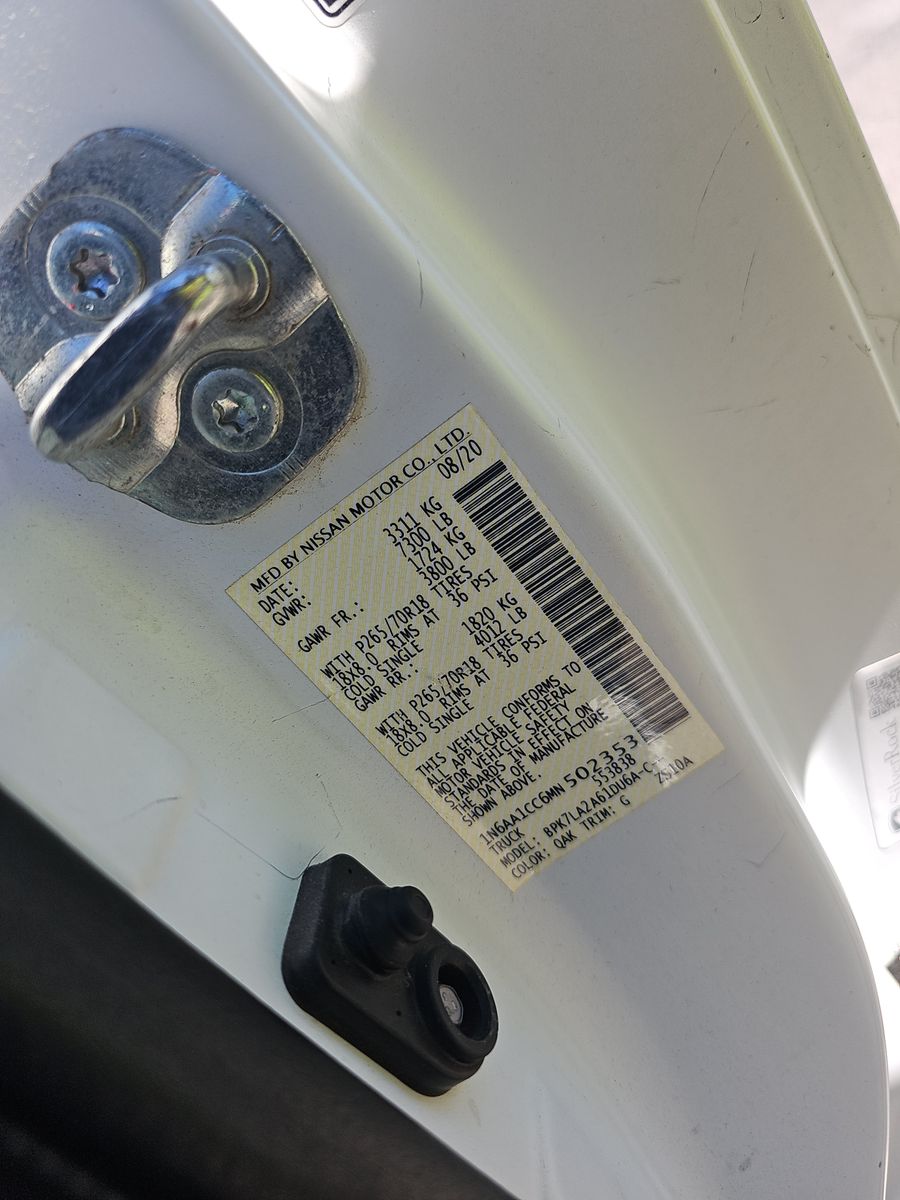 MFD BY NISSAN MOTOR CO., LTD.
DATE: 08/20
GVWR: 3311 KG
7300 LB
GAWR FR.: 1724 KG
3800 LB
WITH P265/70R18 TIRES
18X8.0 RIMS AT 36 PSI
COLD SINGLE
GAWR RR.: 1820 KG
4012 LB
WITH P265/70R18 TIRES
18X8.0 RIMS AT 36 PSI
COLD SINGLE
THIS VEHICLE CONFORMS TO
ALL APPLICABLE FEDERAL
MOTOR VEHICLE SAFETY
STANDARDS IN EFFECT ON
THE DATE OF MANUFACTURE
SHOWN ABOVE.
1N6AA1CC6MN502353
TRUCK 553838
MODEL: BPK7LA2A61DU6A-C
COLOR: QAK TRIM: G
SilverRock